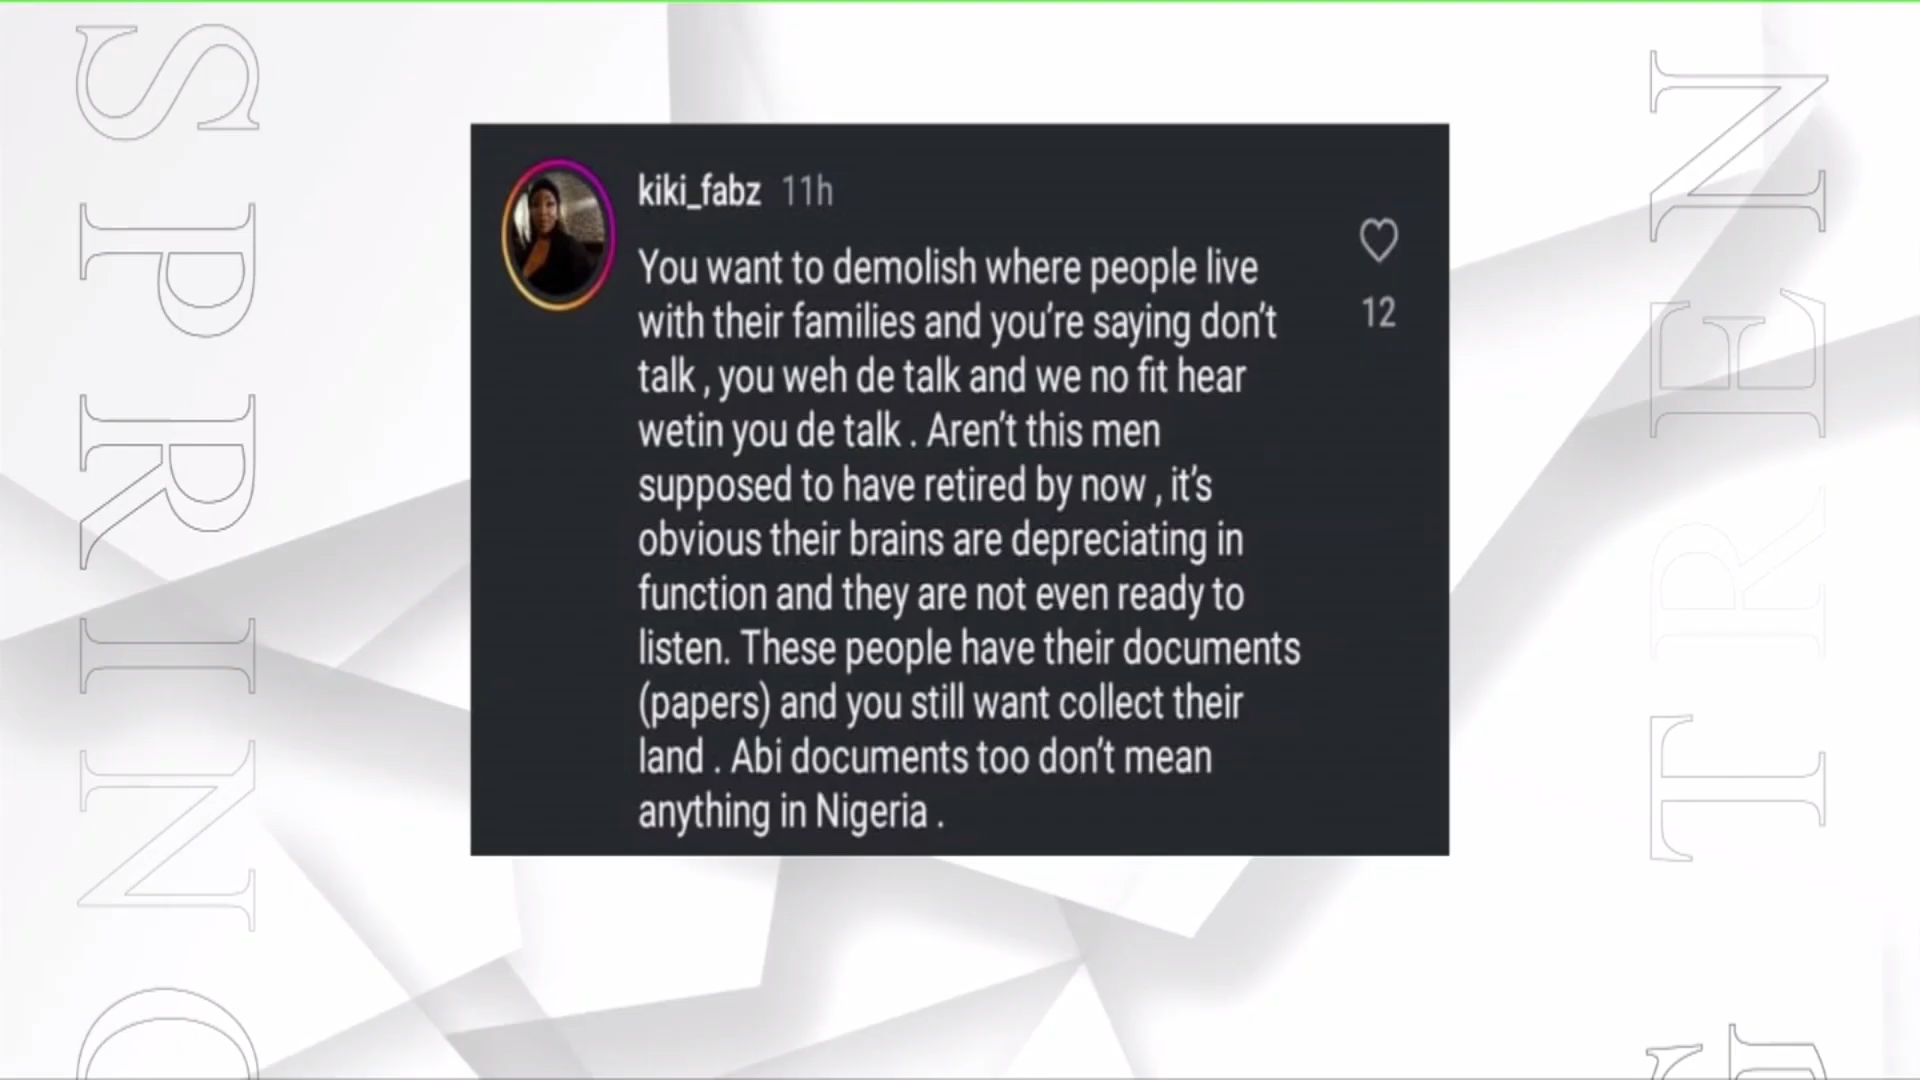 kiki_fabz 11h
You want to demolish where people live
with their families and you're saying don't
talk , you weh de talk and we no fit hear
wetin you de talk . Aren't this men
supposed to have retired by now , it's
obvious their brains are depreciating in
function and they are not even ready to
listen. These people have their documents
(papers) and you still want collect their
land . Abi documents too don't mean
anything in Nigeria .
12
SPRIN
TREN